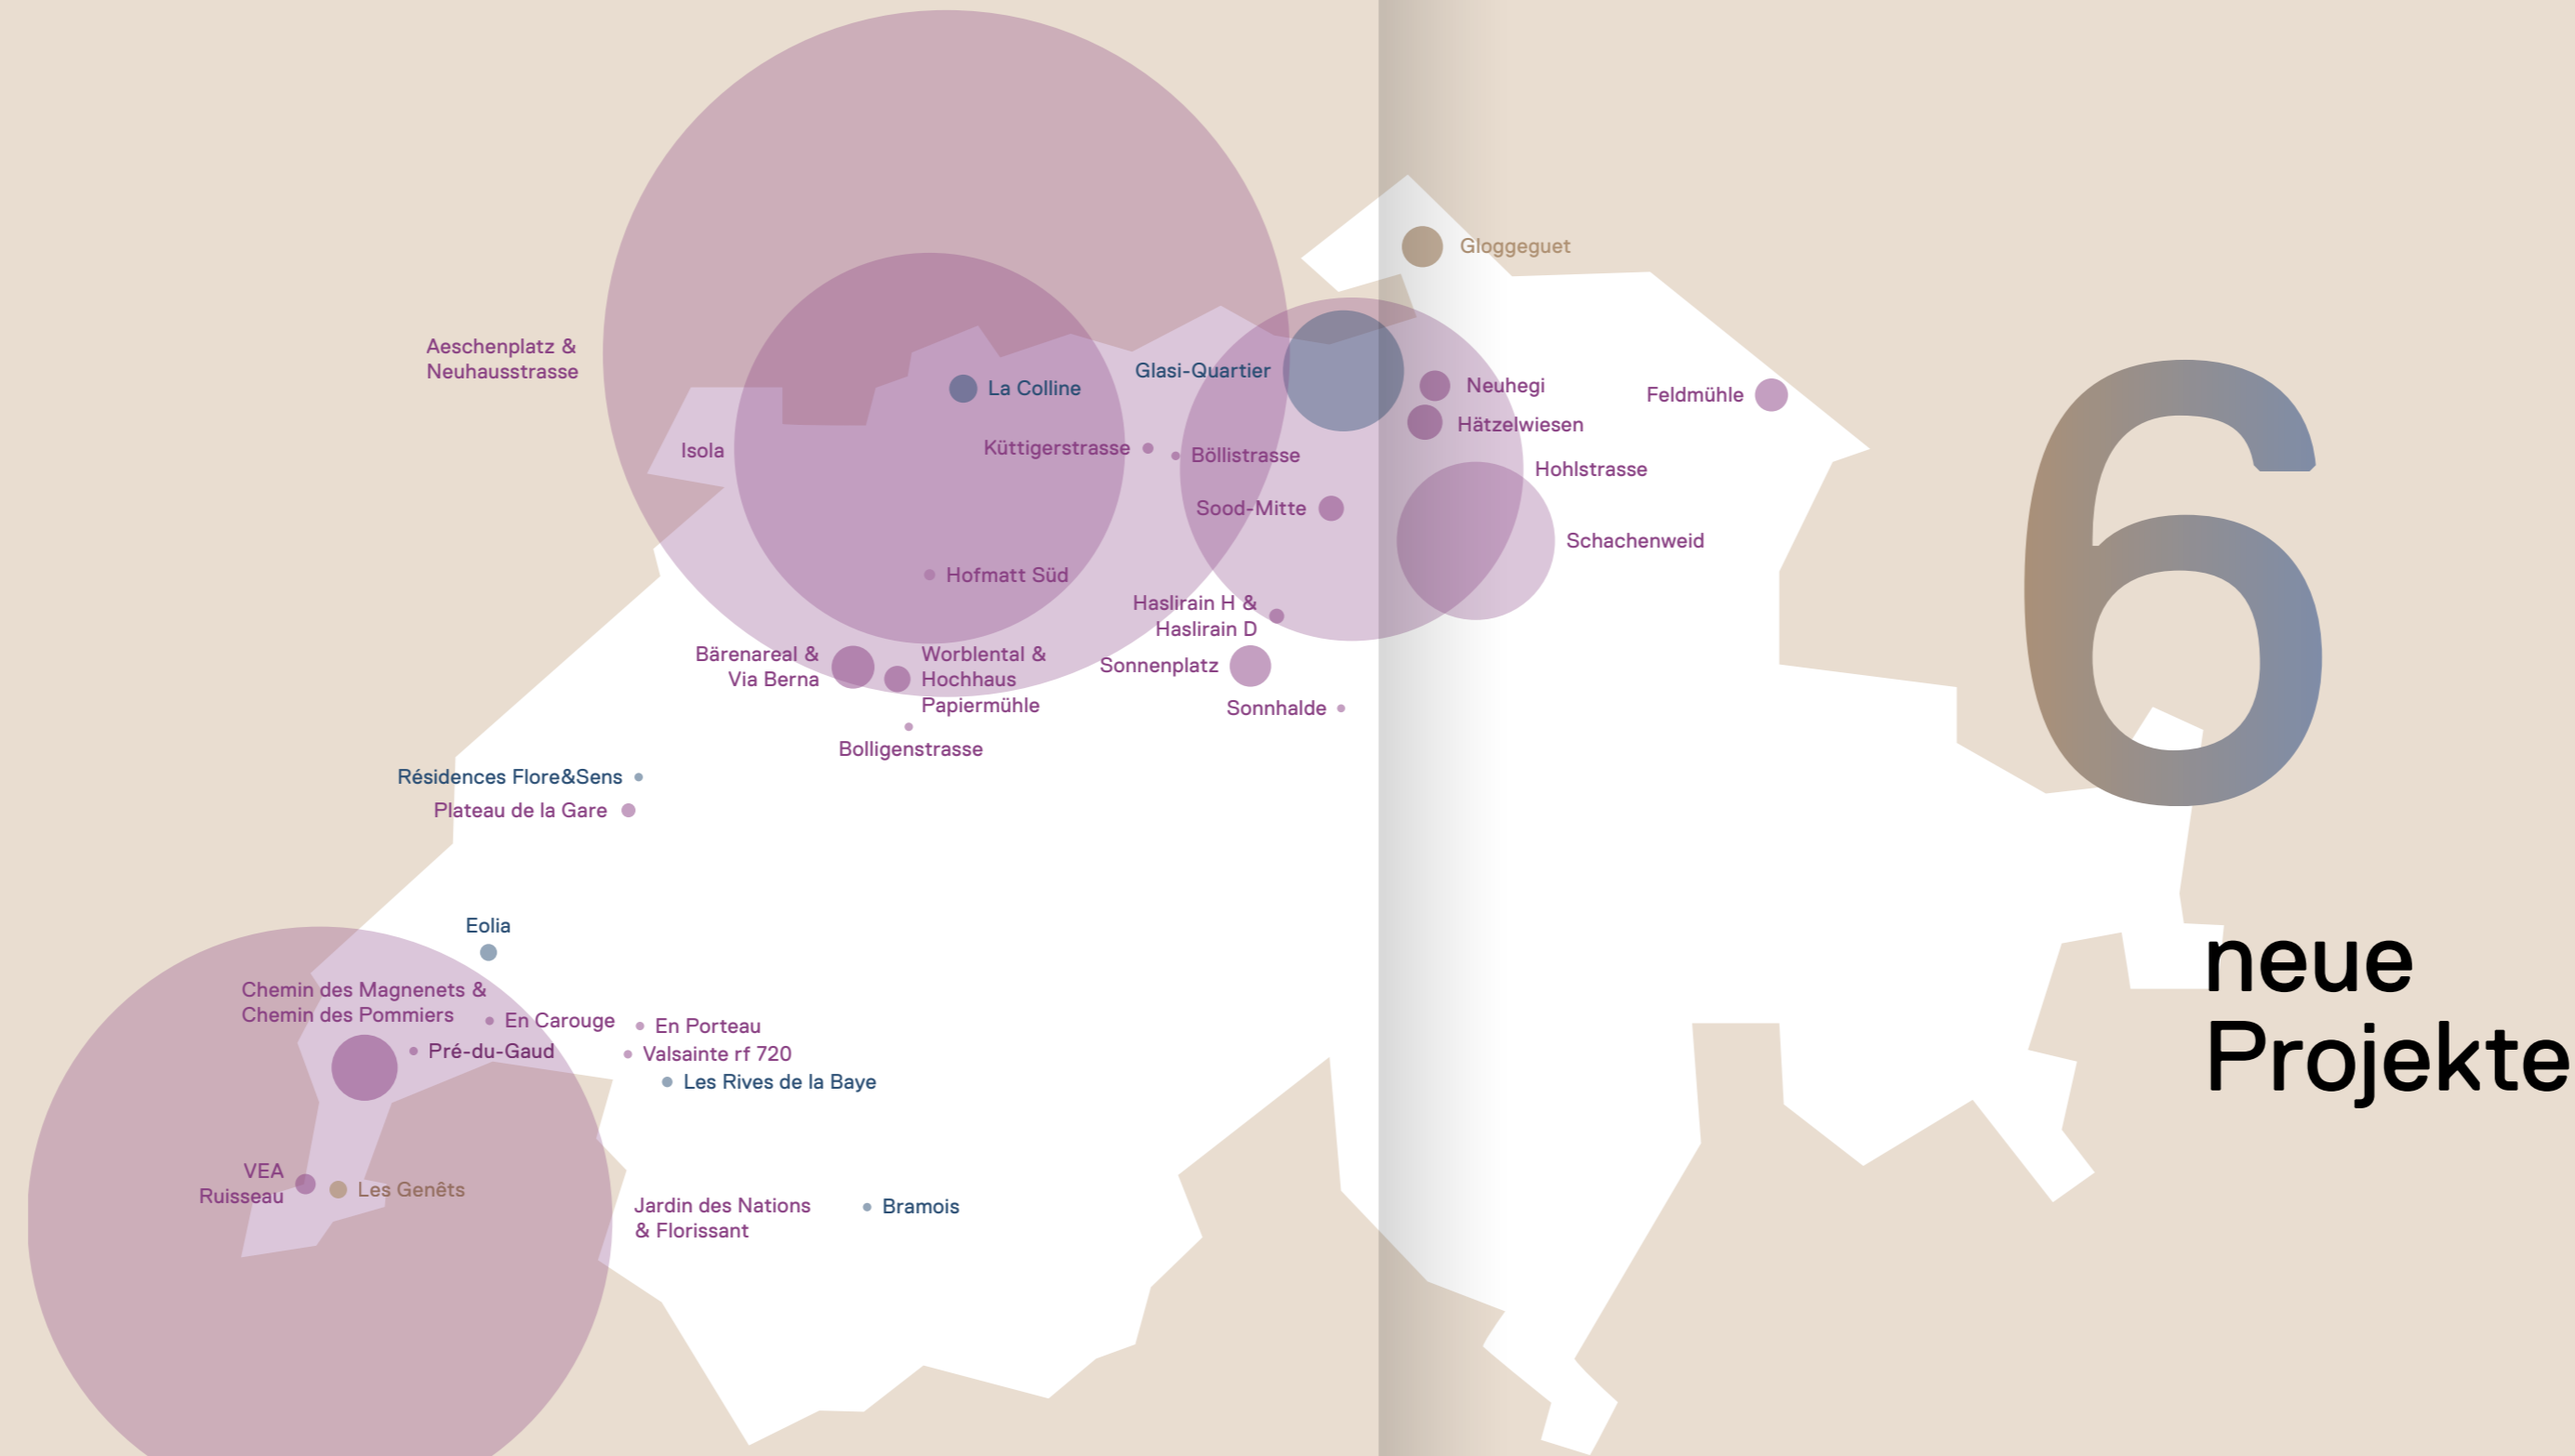 Gloggeguet
Aeschenplatz &
Neuhausstrasse
La Colline
Glasi-Quartier
Neuhegi
Feldmühle
Hätzelwiesen
Isola
Küttigerstrasse
Böllistrasse
Hohlstrasse
Sood-Mitte
Schachenweid
Hofmatt Süd
Haslirain H &
Haslirain D
Bärenareal &
Via Berna
Worblental &
Hochhaus
Papiermühle
Sonnenplatz
Sonnhalde
Bolligenstrasse
Résidences Flore&Sens
Plateau de la Gare
Eolia
Chemin des Magnenets &
Chemin des Pommiers
En Carouge
En Porteau
Pré-du-Gaud
Valsainte rf 720
Les Rives de la Baye
VEA
Ruisseau
Les Genêts
Jardin des Nations
& Florissant
Bramois
6
neue
Projekte